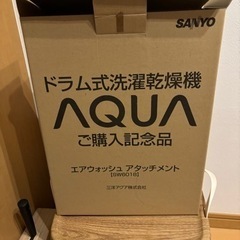 SANYO
ドラム式洗濯乾燥機
AQUA
ご購入記念品
エアウォッシュ アタッチメント
[SWB01B]
三洋アクア株式会社